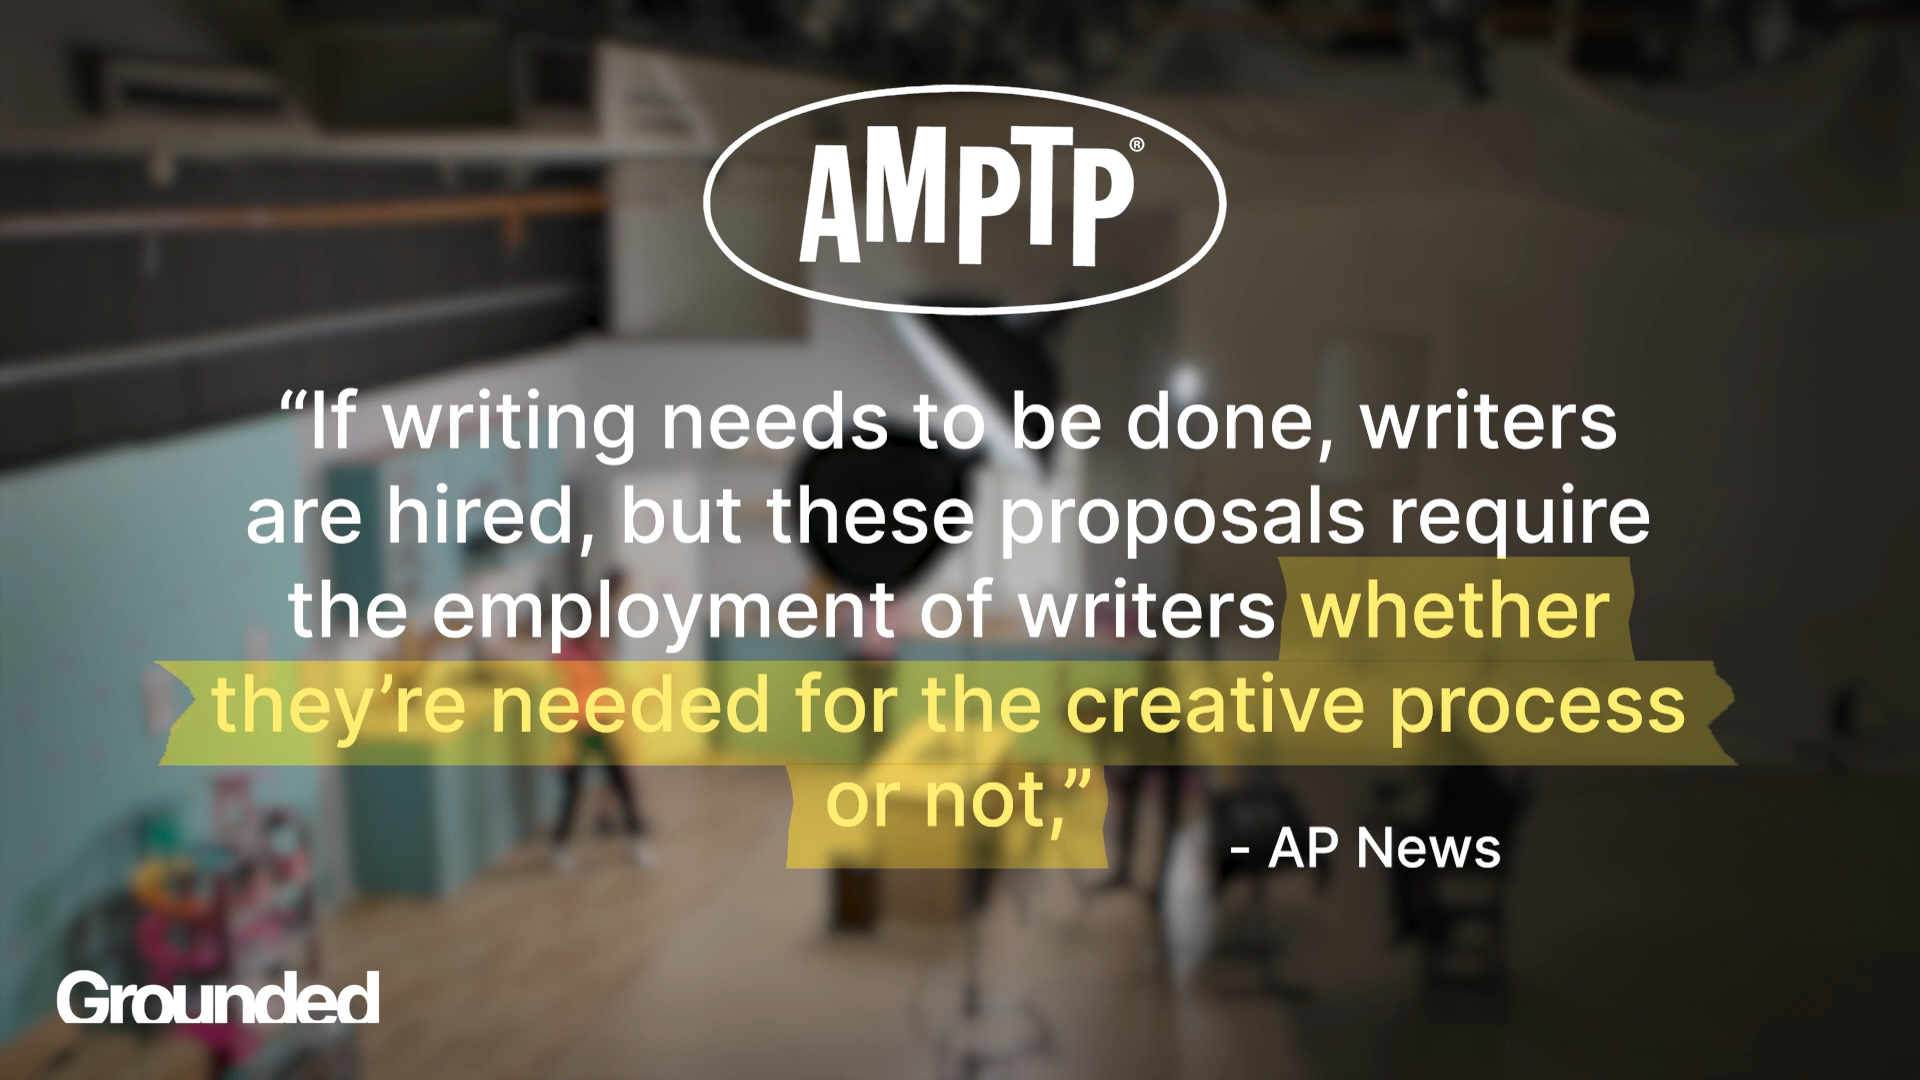 AMPTP®
“If writing needs to be done, writers
are hired, but these proposals require
the employment of writers whether
they’re needed for the creative process
or not,”
- AP News
Grounded